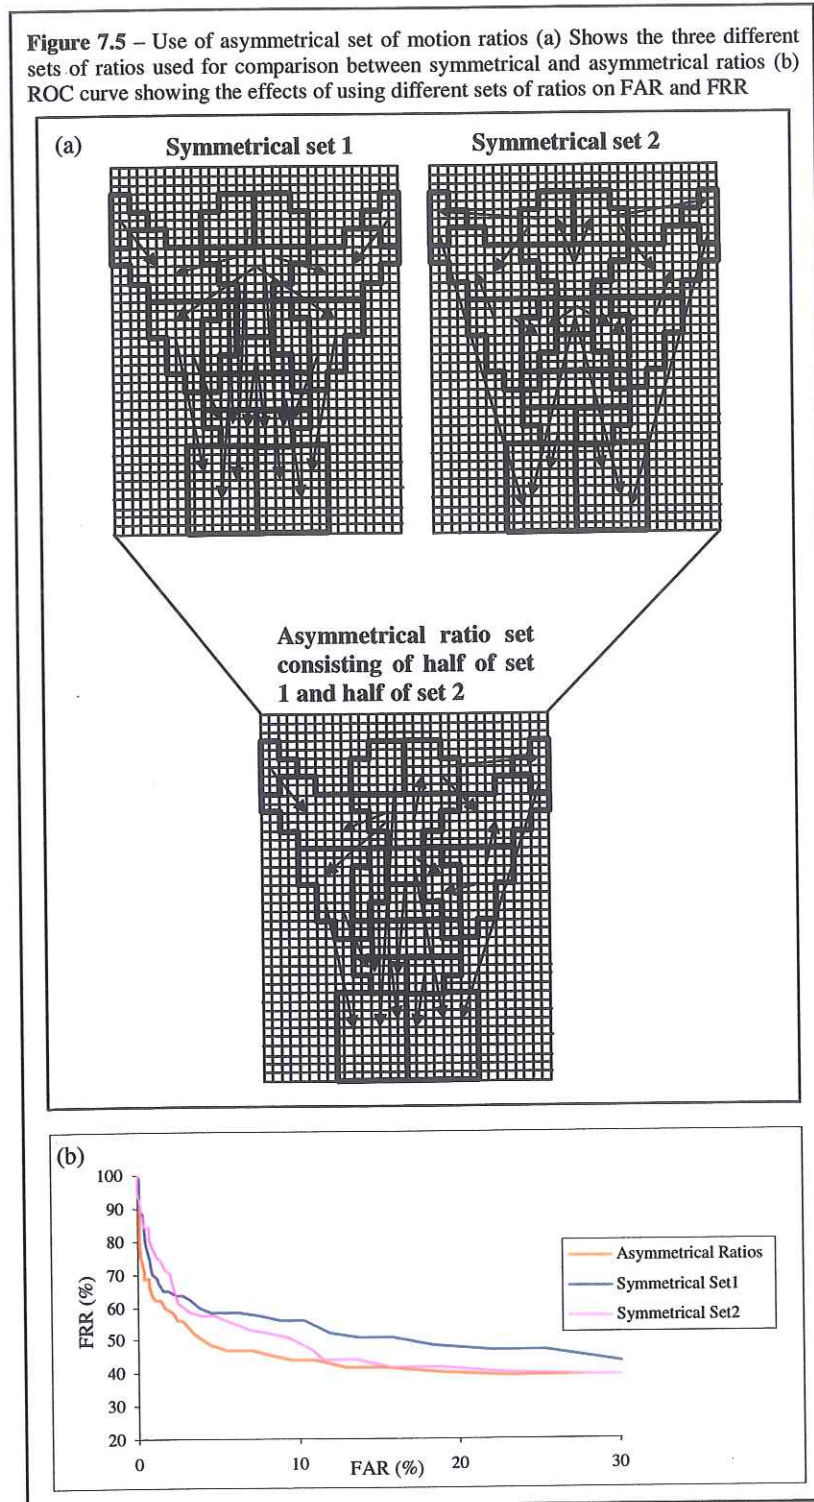 Figure 7.5 – Use of asymmetrical set of motion ratios (a) Shows the three different
sets of ratios used for comparison between symmetrical and asymmetrical ratios (b)
ROC curve showing the effects of using different sets of ratios on FAR and FRR
(a)
Symmetrical set 1
Symmetrical set 2
Asymmetrical ratio set
consisting of half of set
1 and half of set 2
(b)
100
90
80
70
60
50
40
30
20
FRR (%)
0
10
20
30
FAR (%)
Asymmetrical Ratios
Symmetrical Set1
Symmetrical Set2